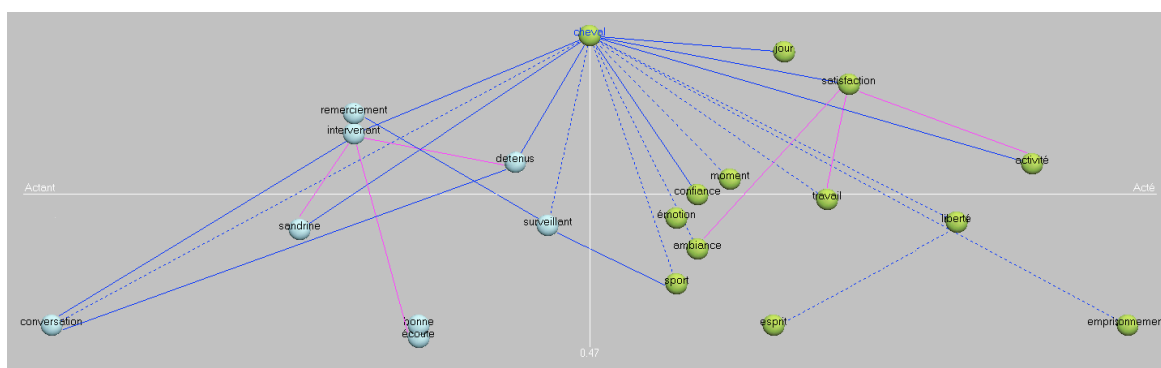 cheval
jour
satisfaction
remerciement
intervenant
detenus
activité
moment
Actant
confiance
travail
Acté
émotion
sandrine
surveillant
liberté
ambiance
sport
conversation
bonne
écoute
esprit
emprisonnemer
0.47